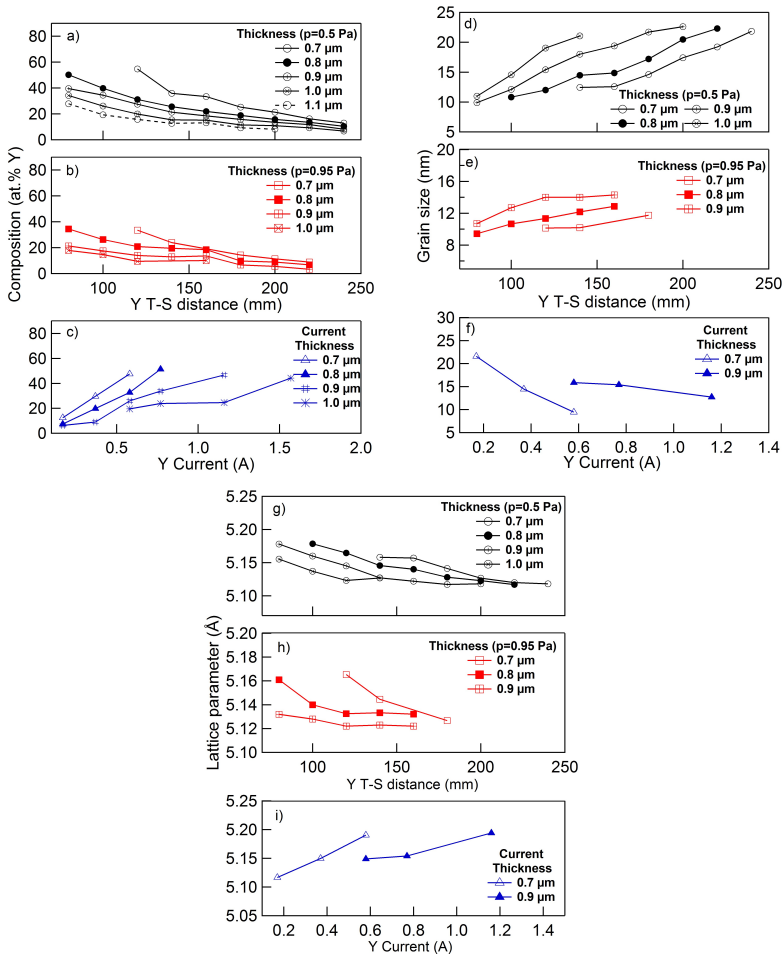 a)
Thickness (p=0.5 Pa)
0.7 µm
0.8 µm
0.9 µm
1.0 µm
1.1 µm
80
60
40
20
0
b)
Thickness (p=0.95 Pa)
0.7 µm
0.8 µm
0.9 µm
1.0 µm
80
60
40
20
0
Composition (at.% Y)
100
150
200
250
Y T-S distance (mm)
c)
Current
Thickness
0.7 µm
0.8 µm
0.9 µm
1.0 µm
80
60
40
20
0
0.5
1.0
1.5
2.0
Y Current (A)
d)
Thickness (p=0.5 Pa)
0.7 µm
0.9 µm
0.8 µm
1.0 µm
25
20
15
10
5
e)
Thickness (p=0.95 Pa)
0.7 µm
0.8 µm
0.9 µm
20
16
12
8
Grain size (nm)
100
150
200
250
Y T-S distance (mm)
f)
Current
Thickness
0.7 µm
0.9 µm
30
25
20
15
10
5
0.2
0.4
0.6
0.8
1.0
1.2
1.4
Y Current (A)
g)
Thickness (p=0.5 Pa)
0.7 µm
0.8 µm
0.9 µm
1.0 µm
5.25
5.20
5.15
5.10
h)
Thickness (p=0.95 Pa)
0.7 µm
0.8 µm
0.9 µm
5.20
5.18
5.16
5.14
5.12
5.10
Lattice parameter (Å)
100
150
200
250
Y T-S distance (mm)
i)
Current
Thickness
0.7 µm
0.9 µm
5.25
5.20
5.15
5.10
5.05
0.2
0.4
0.6
0.8
1.0
1.2
1.4
Y Current (A)